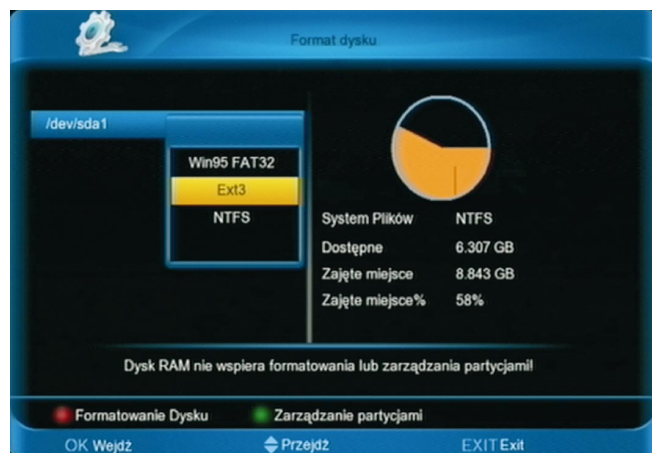 Format dysku
/dev/sda1
Win95 FAT32
Ext3
NTFS
System Plików NTFS
Dostępne 6.307 GB
Zajęte miejsce 8.843 GB
Zajęte miejsce% 58%
Dysk RAM nie wspiera formatowania lub zarządzania partycjami!
Formatowanie Dysku Zarządzanie partycjami
OK Wejdź Przejdź EXIT Exit